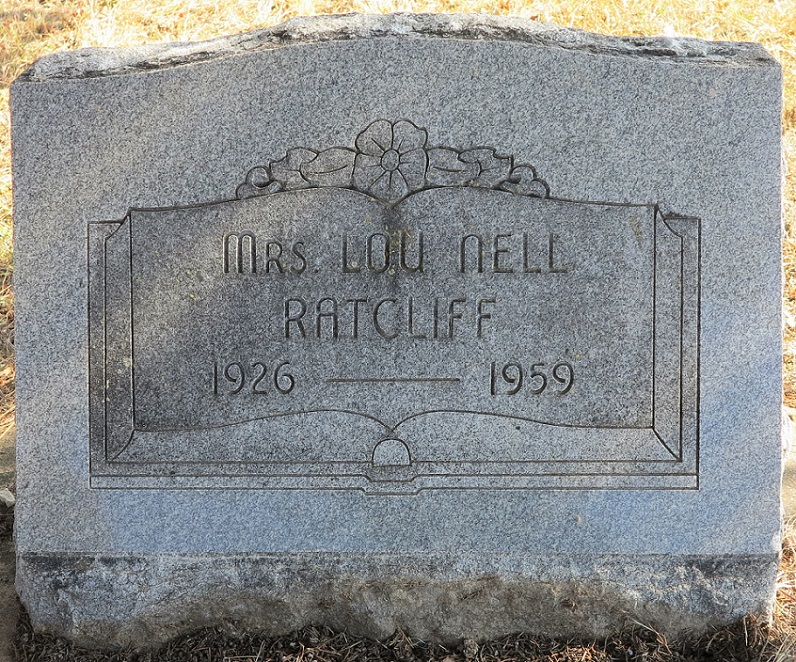 Mrs. LOU NELL
RATCLIFF
1926 — 1959